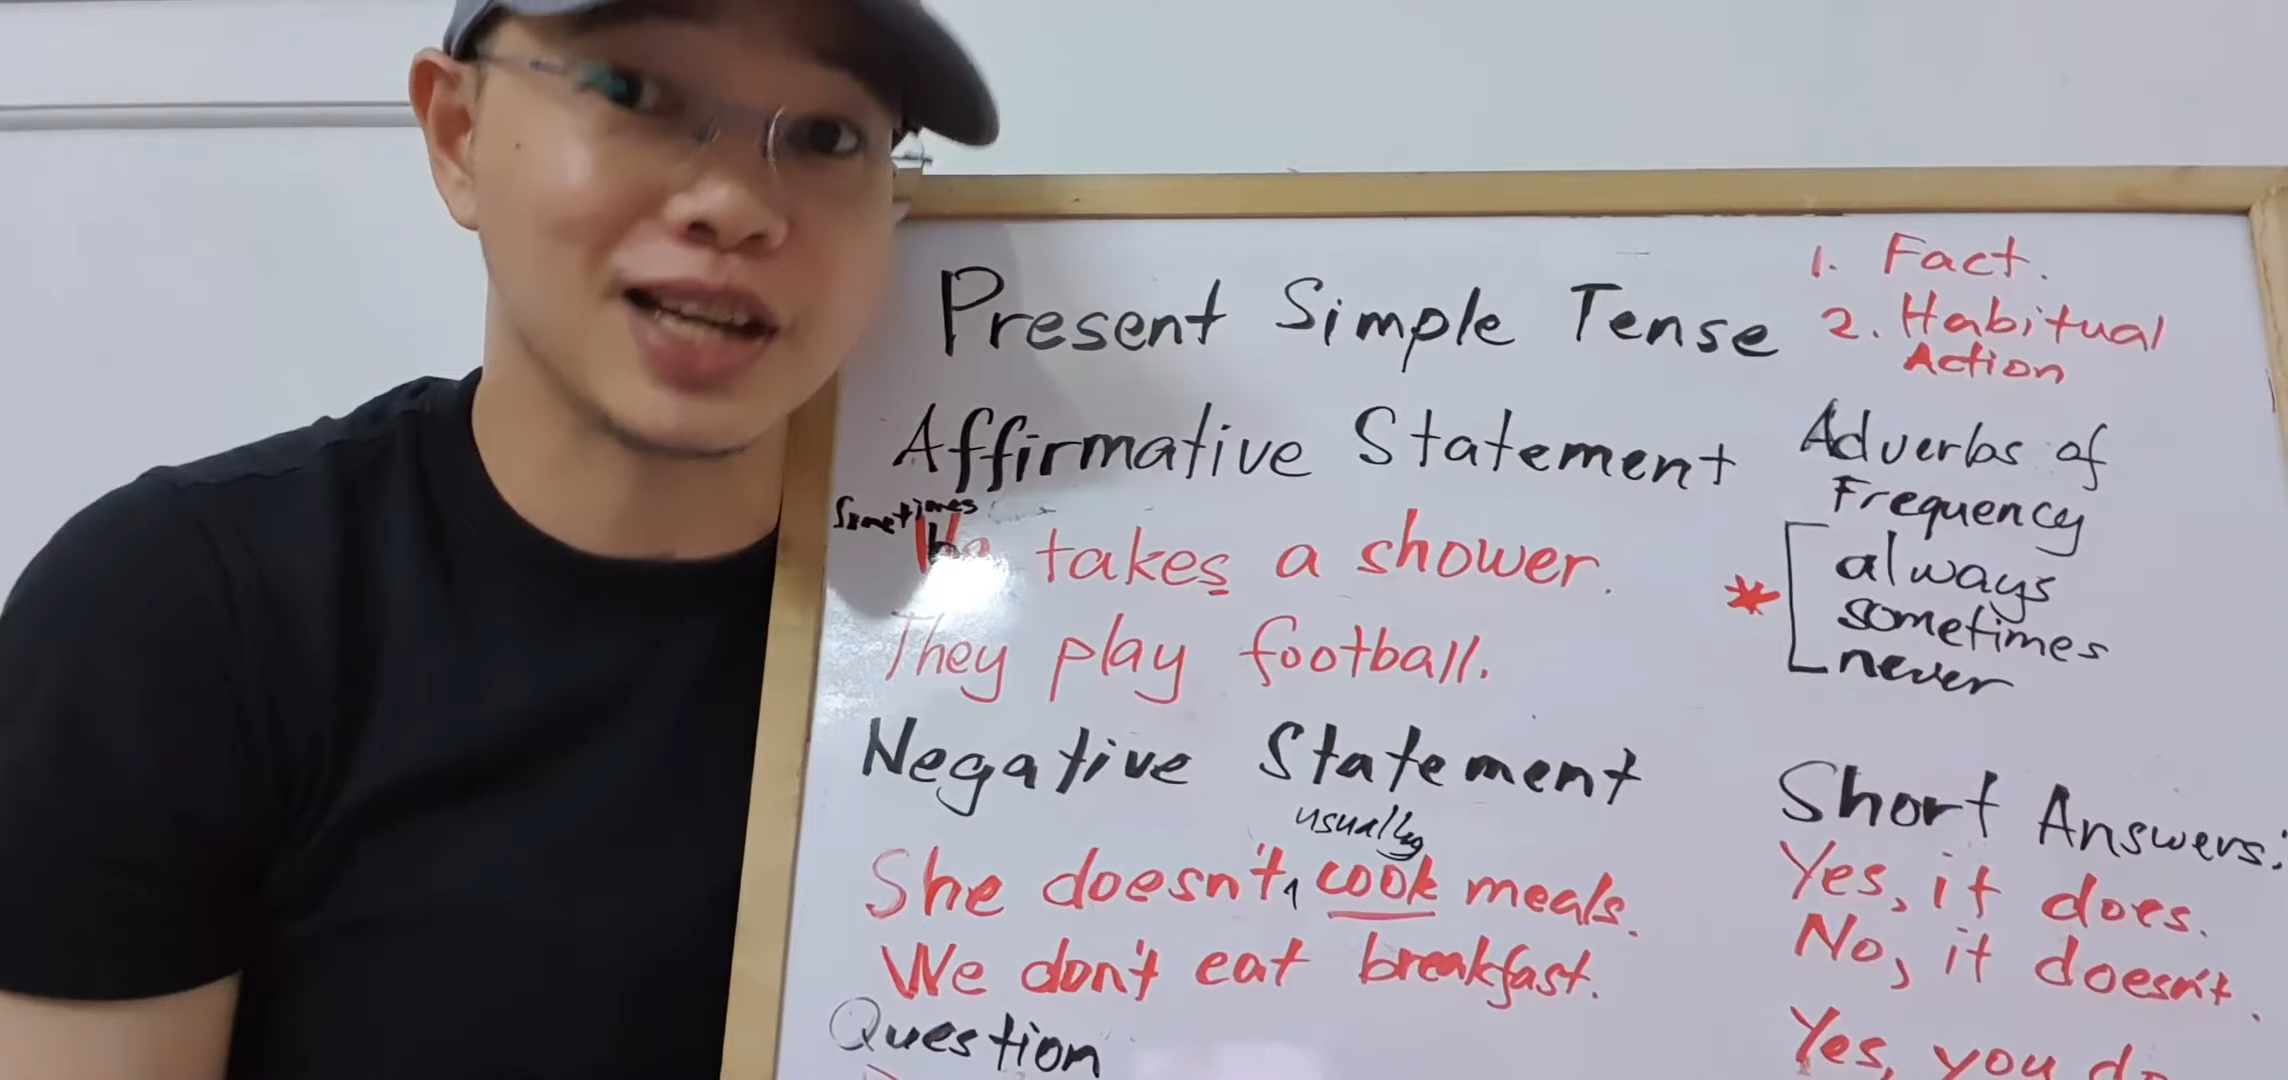 Present Simple Tense
1. Fact.
2. Habitual
Action
Affirmative Statement
Sometimes
He takes a shower.
They play football.
Adverbs of
Frequency
* always
sometimes
never
Negative Statement
usually
She doesn't cook meals.
We don't eat breakfast.
Question
Short Answers:
Yes, it does.
No, it doesn't.
Yes, you do